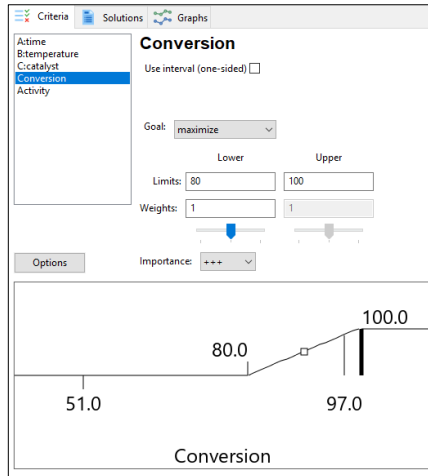 Criteria Solutions Graphs
A:time
B:temperature
C:catalyst
Conversion
Activity
Conversion
Use interval (one-sided)
Goal: maximize
Lower Upper
Limits: 80 100
Weights: 1 1
Options
Importance: +++
100.0
80.0
51.0 97.0
Conversion